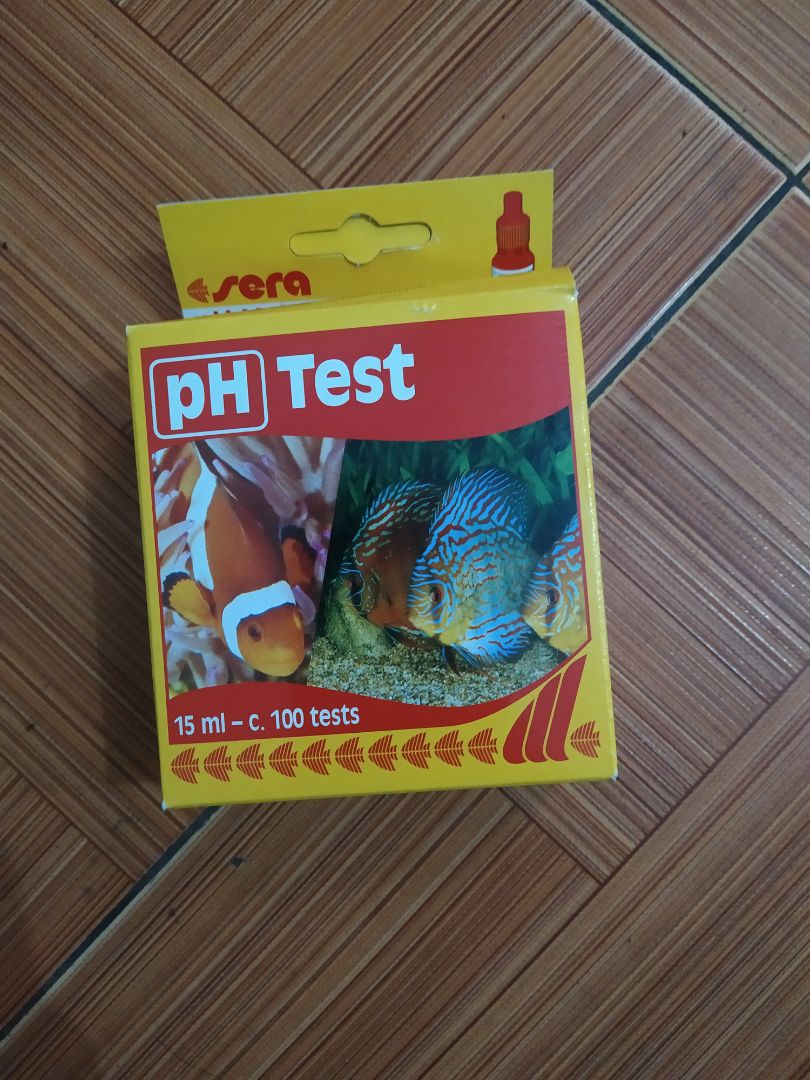 sera
pH Test
15 ml – c. 100 tests